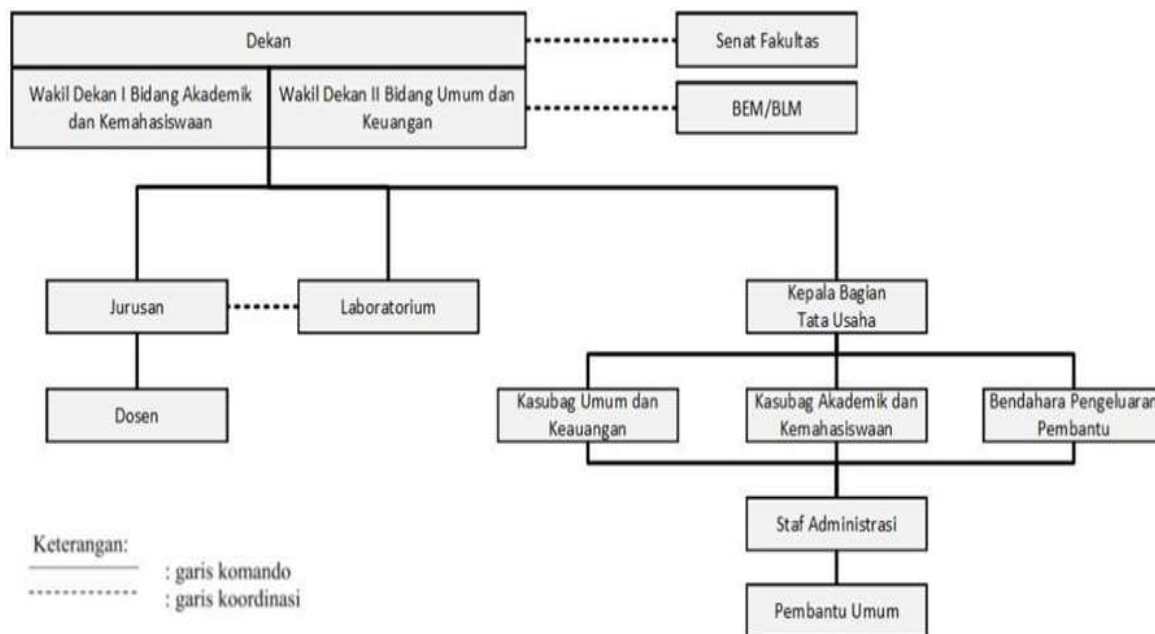 Dekan
Senat Fakultas
Wakil Dekan I Bidang Akademik
dan Kemahasiswaan
Wakil Dekan II Bidang Umum dan
Keuangan
BEM/BLM
Jurusan
Laboratorium
Kepala Bagian
Tata Usaha
Dosen
Kasubag Umum dan
Keauangan
Kasubag Akademik dan
Kemahasiswaan
Bendahara Pengeluaran
Pembantu
Staf Administrasi
Pembantu Umum
Keterangan:
: garis komando
: garis koordinasi